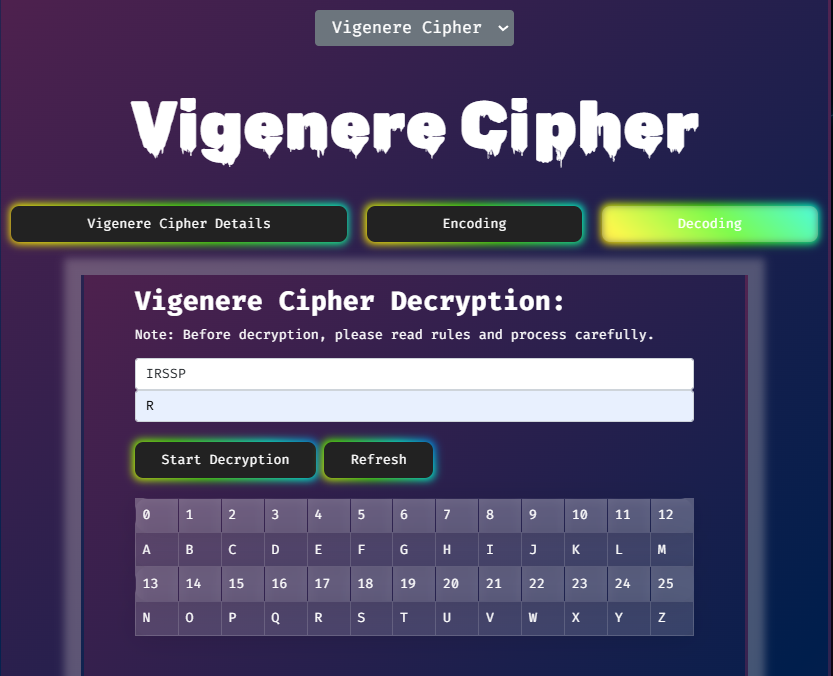 Vigenere Cipher
Vigenere Cipher
Vigenere Cipher Details Encoding Decoding
Vigenere Cipher Decryption:
Note: Before decryption, please read rules and process carefully.
IRSSP
R
Start Decryption Refresh
0 1 2 3 4 5 6 7 8 9 10 11 12
A B C D E F G H I J K L M
13 14 15 16 17 18 19 20 21 22 23 24 25
N O P Q R S T U V W X Y Z